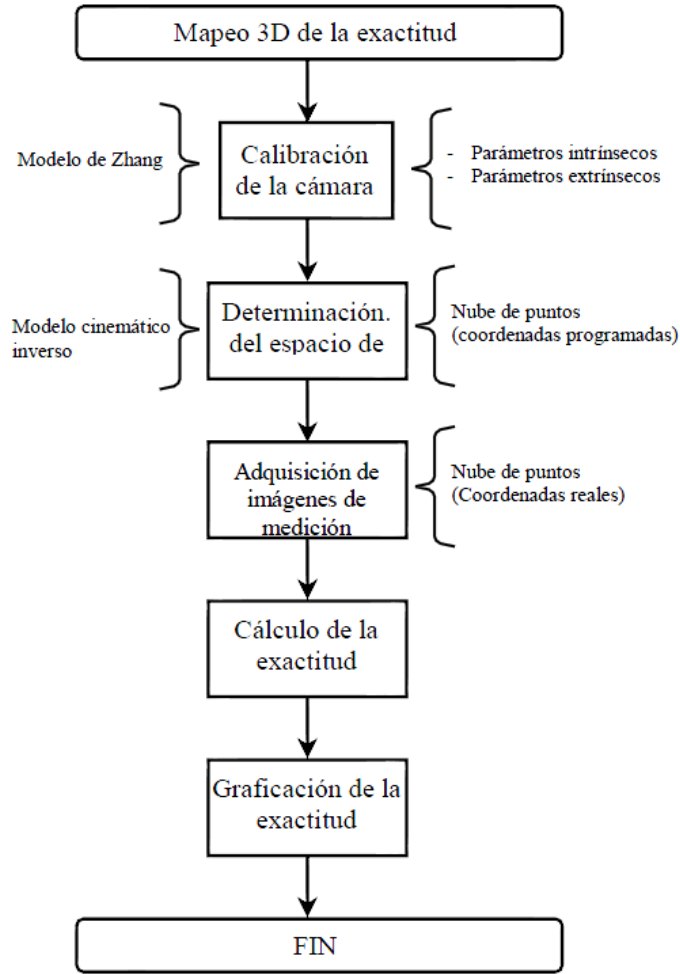 Mapeo 3D de la exactitud
Modelo de Zhang
Calibración
de la cámara
- Parámetros intrínsecos
- Parámetros extrínsecos
Modelo cinemático
inverso
Determinación.
del espacio de
Nube de puntos
(coordenadas programadas)
Adquisición de
imágenes de
medición
Nube de puntos
(Coordenadas reales)
Cálculo de la
exactitud
Graficación de la
exactitud
FIN